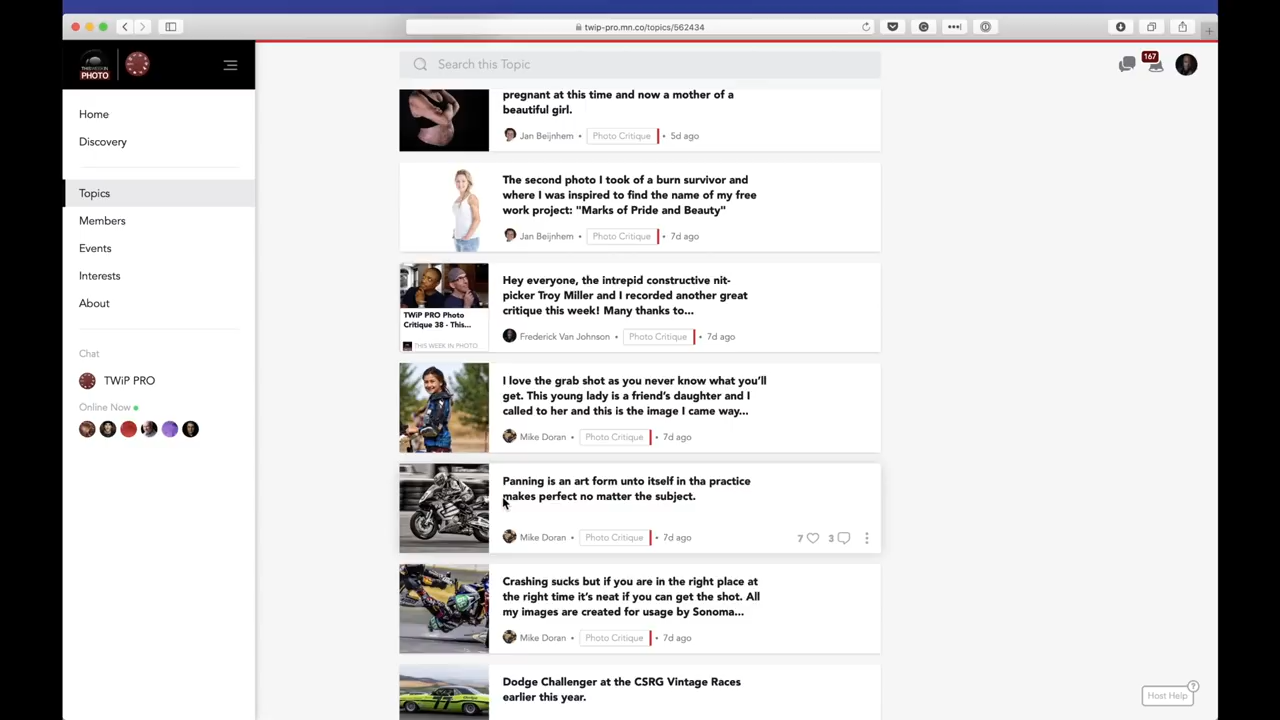 twip-pro.mn.co/topics/562434
THIS WEEK IN
PHOTO
Search this Topic
167
Home
Discovery
Topics
Members
Events
Interests
About
Chat
TWiP PRO
Online Now
pregnant at this time and now a mother of a
beautiful girl.
Jan Beijnhem • Photo Critique • 5d ago
The second photo I took of a burn survivor and
where I was inspired to find the name of my free
work project: "Marks of Pride and Beauty"
Jan Beijnhem • Photo Critique • 7d ago
TWiP PRO Photo
Critique 38 - This...
THIS WEEK IN PHOTO
Hey everyone, the intrepid constructive nit-
picker Troy Miller and I recorded another great
critique this week! Many thanks to...
Frederick Van Johnson • Photo Critique • 7d ago
I love the grab shot as you never know what you’ll
get. This young lady is a friend’s daughter and I
called to her and this is the image I came way...
Mike Doran • Photo Critique • 7d ago
Panning is an art form unto itself in tha practice
makes perfect no matter the subject.
Mike Doran • Photo Critique • 7d ago
7 3
Crashing sucks but if you are in the right place at
the right time it’s neat if you can get the shot. All
my images are created for usage by Sonoma...
Mike Doran • Photo Critique • 7d ago
77
Dodge Challenger at the CSRG Vintage Races
earlier this year.
Host Help
?